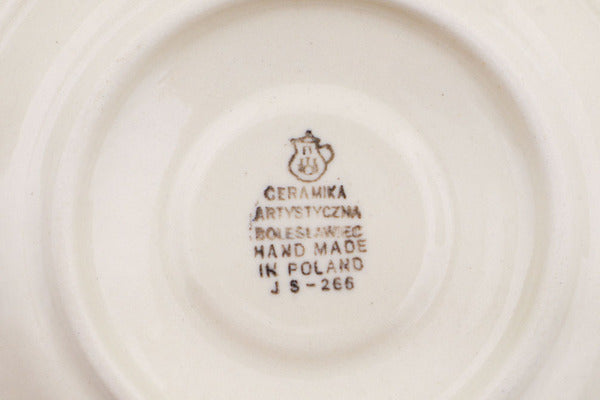 CERAMIKA
ARTYSTYCZNA
BOLESŁAWIEC
HAND MADE
IN POLAND
J S-266